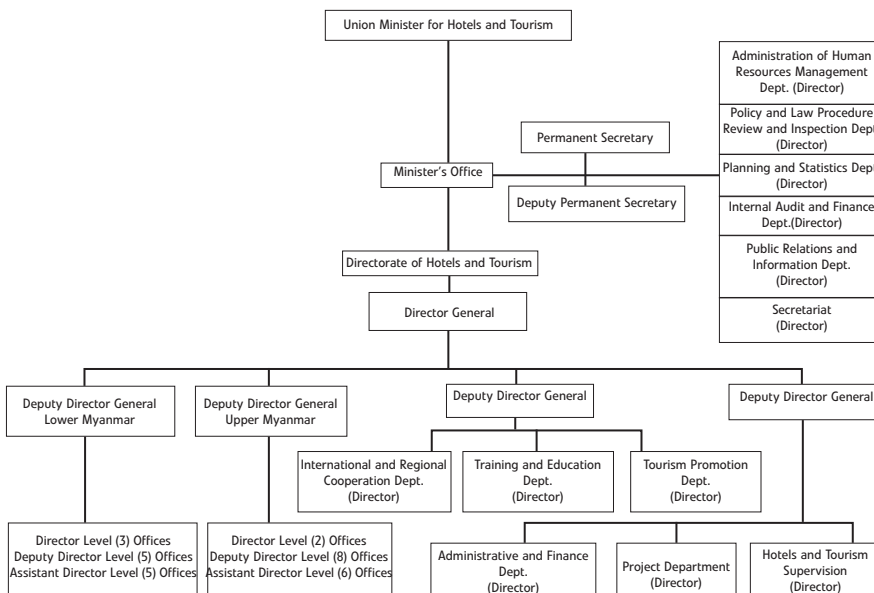 Union Minister for Hotels and Tourism
Administration of Human
Resources Management
Dept. (Director)
Policy and Law Procedure
Review and Inspection Dept
(Director)
Permanent Secretary
Minister's Office
Planning and Statistics Dept
(Director)
Deputy Permanent Secretary
Internal Audit and Finance
Dept.(Director)
Public Relations and
Information Dept.
(Director)
Directorate of Hotels and Tourism
Secretariat
(Director)
Director General
Deputy Director General
Lower Myanmar
Deputy Director General
Upper Myanmar
Deputy Director General
Deputy Director General
International and Regional
Cooperation Dept.
(Director)
Training and Education
Dept.
(Director)
Tourism Promotion
Dept.
(Director)
Director Level (3) Offices
Deputy Director Level (5) Offices
Assistant Director Level (5) Offices
Director Level (2) Offices
Deputy Director Level (8) Offices
Assistant Director Level (6) Offices
Administrative and Finance
Dept.
(Director)
Project Department
(Director)
Hotels and Tourism
Supervision
(Director)